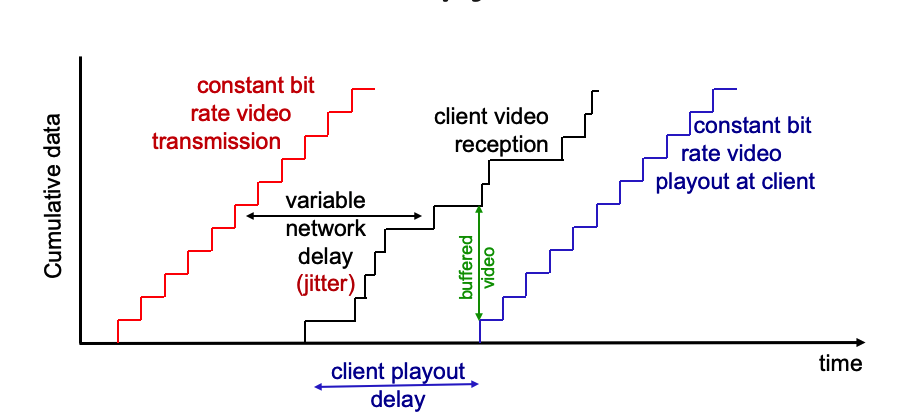 constant bit
rate video
transmission
client video
reception
constant bit
rate video
playout at client
variable
network
delay
(jitter)
buffered
video
Cumulative data
time
client playout
delay